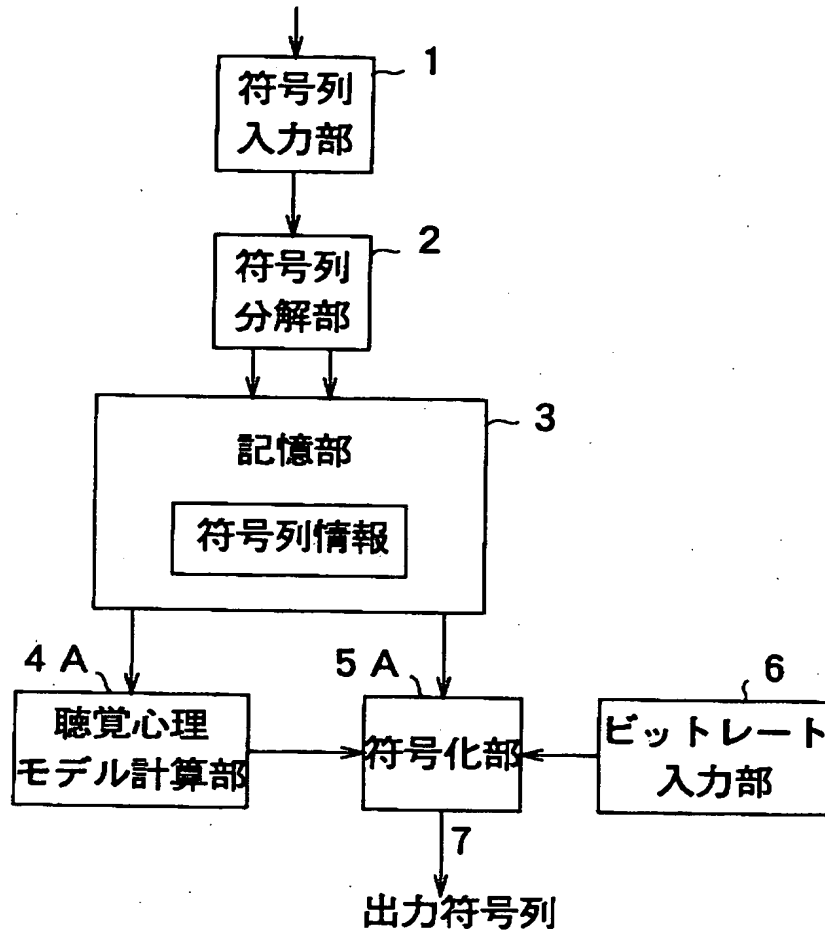 1
符号列
入力部
2
符号列
分解部
3
記憶部
符号列情報
4 A
聴覚心理
モデル計算部
5 A
符号化部
6
ビットレート
入力部
7
出力符号列